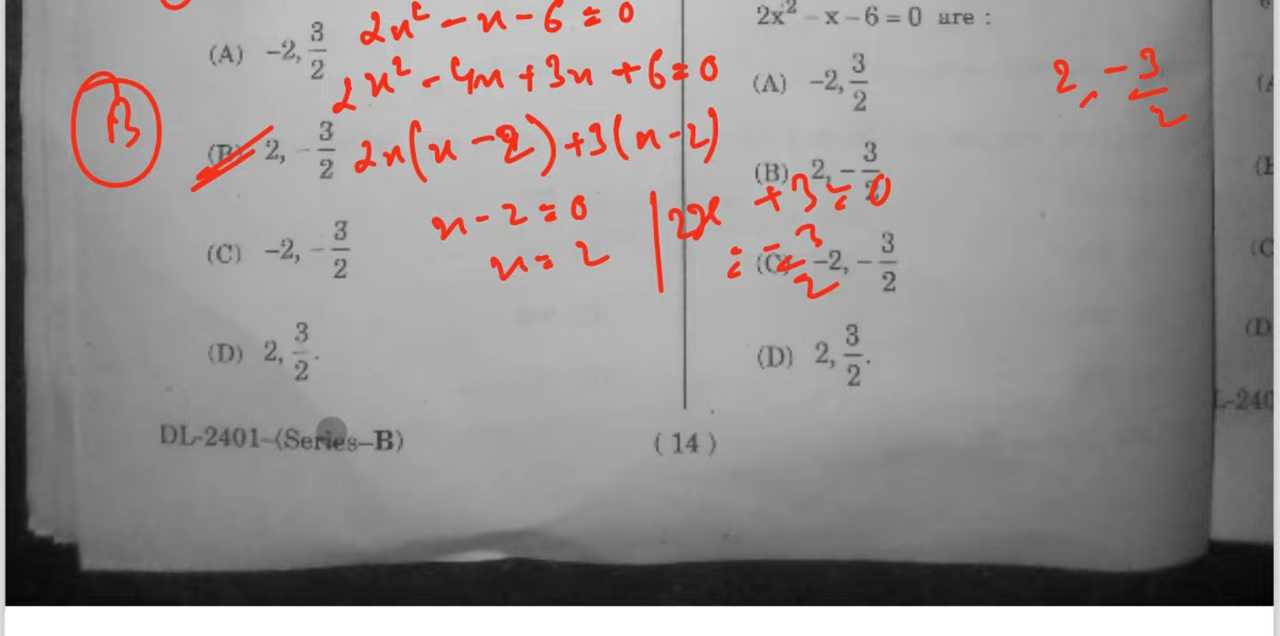 2x² - x - 6 = 0
(A) -2, 3/2
2x² - 4x + 3x + 6 = 0
B
(B) 2, -3/2
2x(x - 2) + 3(x - 2)
x - 2 = 0
x = 2
(C) -2, -3/2
(D) 2, 3/2.
DL-2401-(Series-B)
2x² - x - 6 = 0 are :
(A) -2, 3/2
2, -3/2
(B) 2, -3/2
2x + 3 = 0
= -3/2
(C) -2, -3/2
(D) 2, 3/2.
(14)
(C
(D
L-240